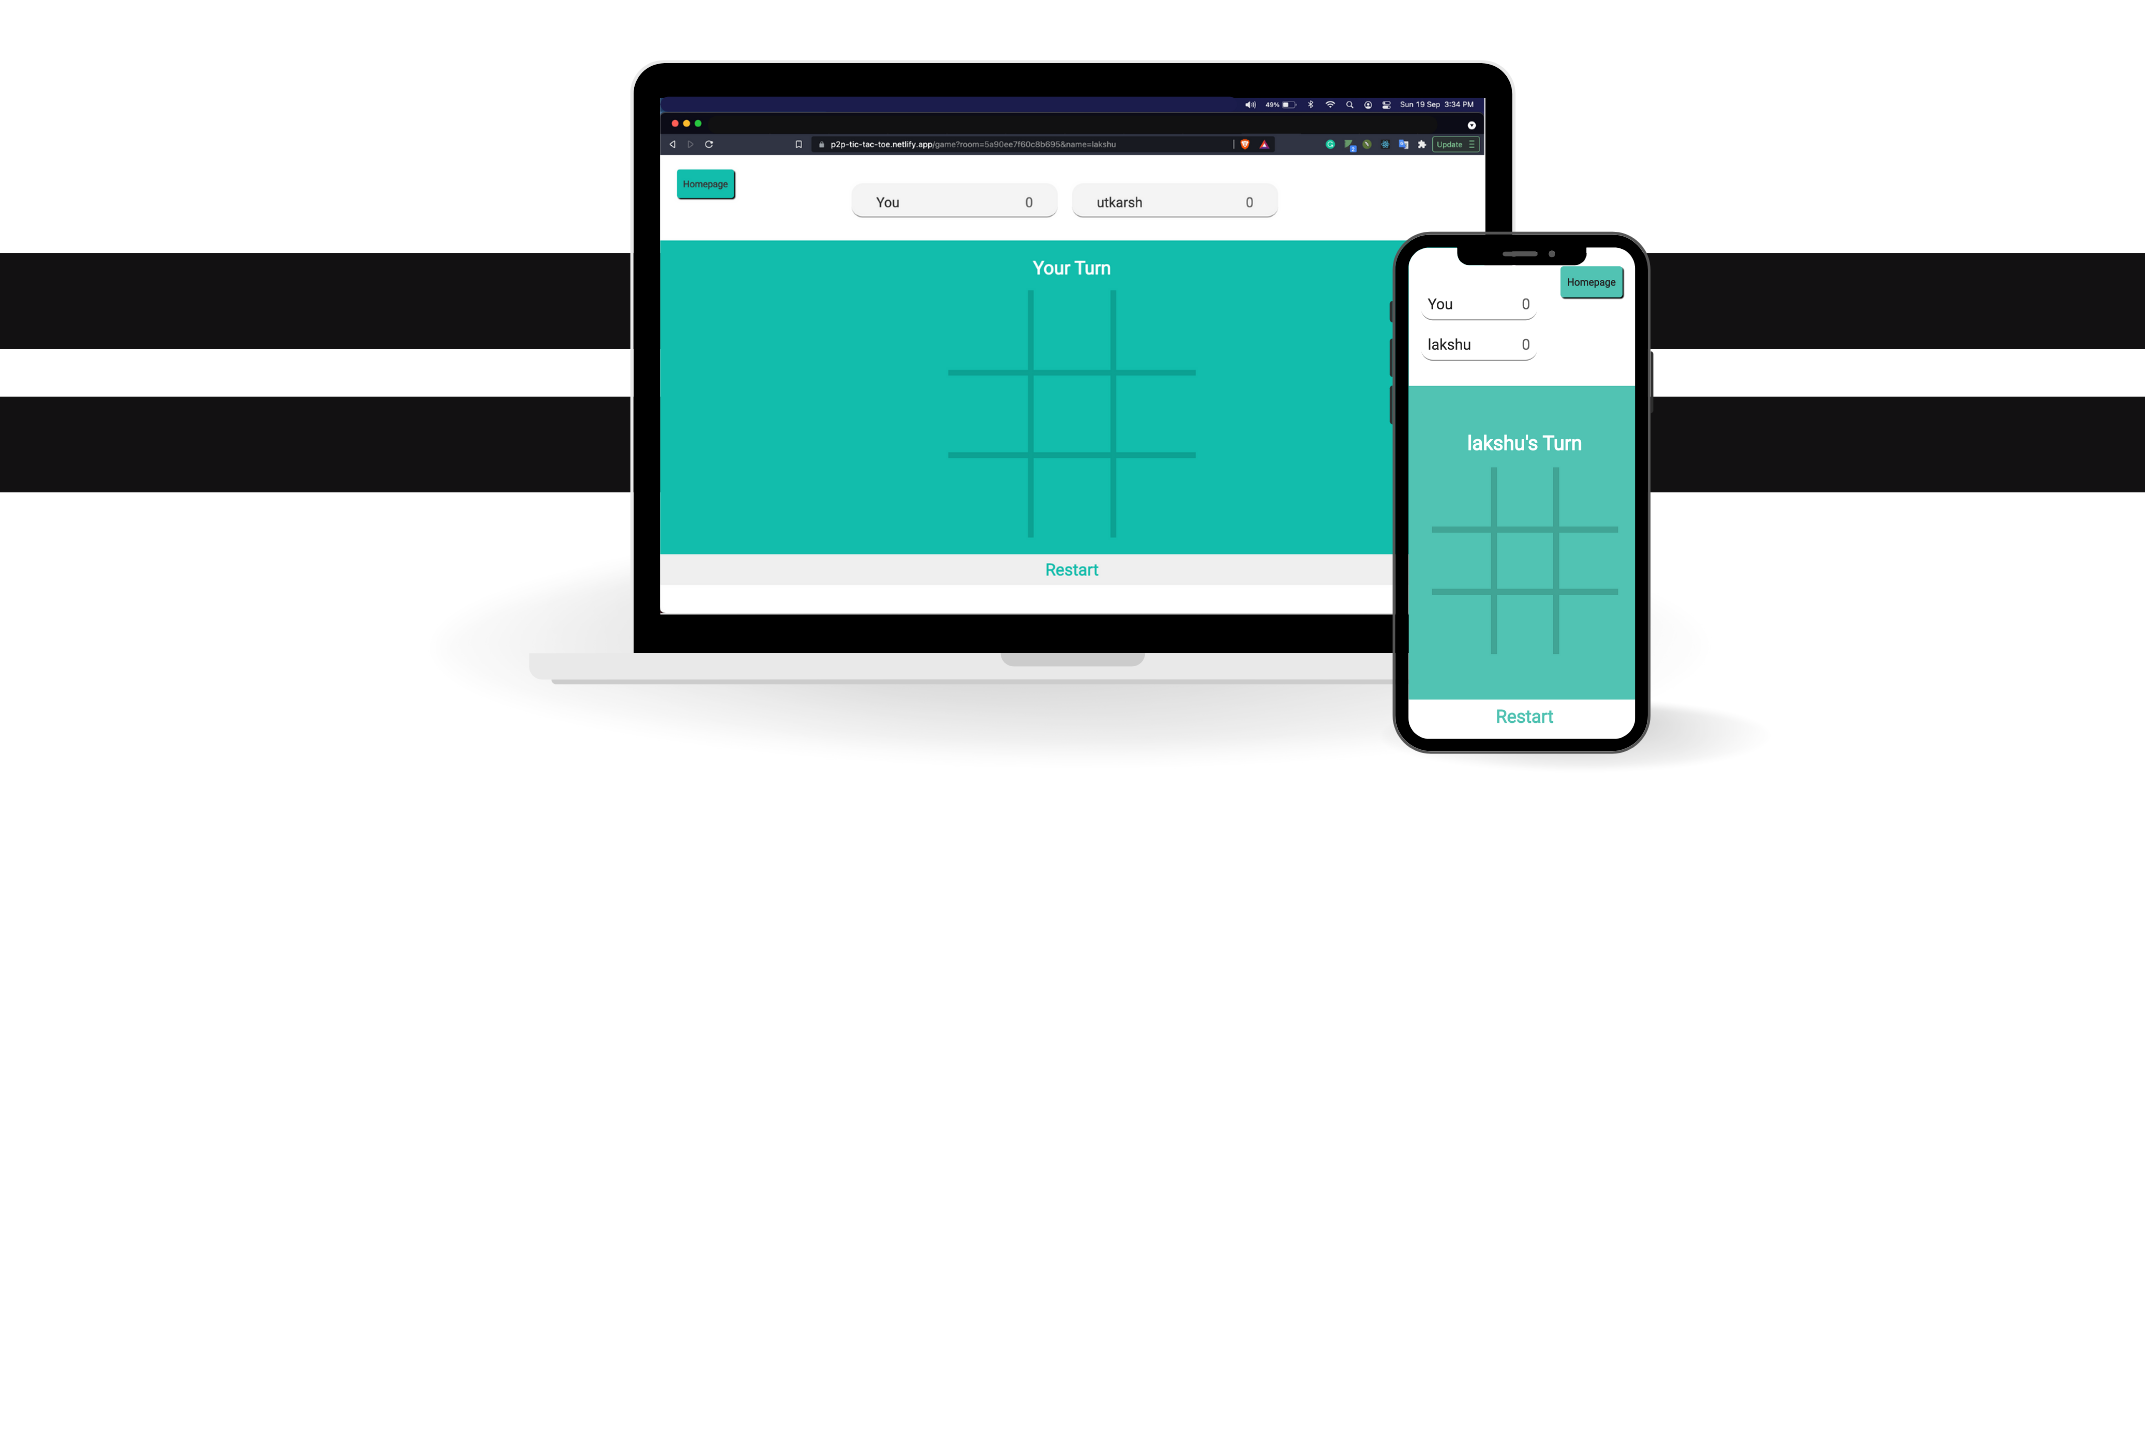 49% Sun 19 Sep 3:34 PM
p2p-tic-tac-toe.netlify.app/game?room=5a90ee7f60c8b695&name=lakshu
Update
Homepage
You 0
utkarsh 0
Your Turn
Restart
Homepage
You 0
lakshu 0
lakshu's Turn
Restart